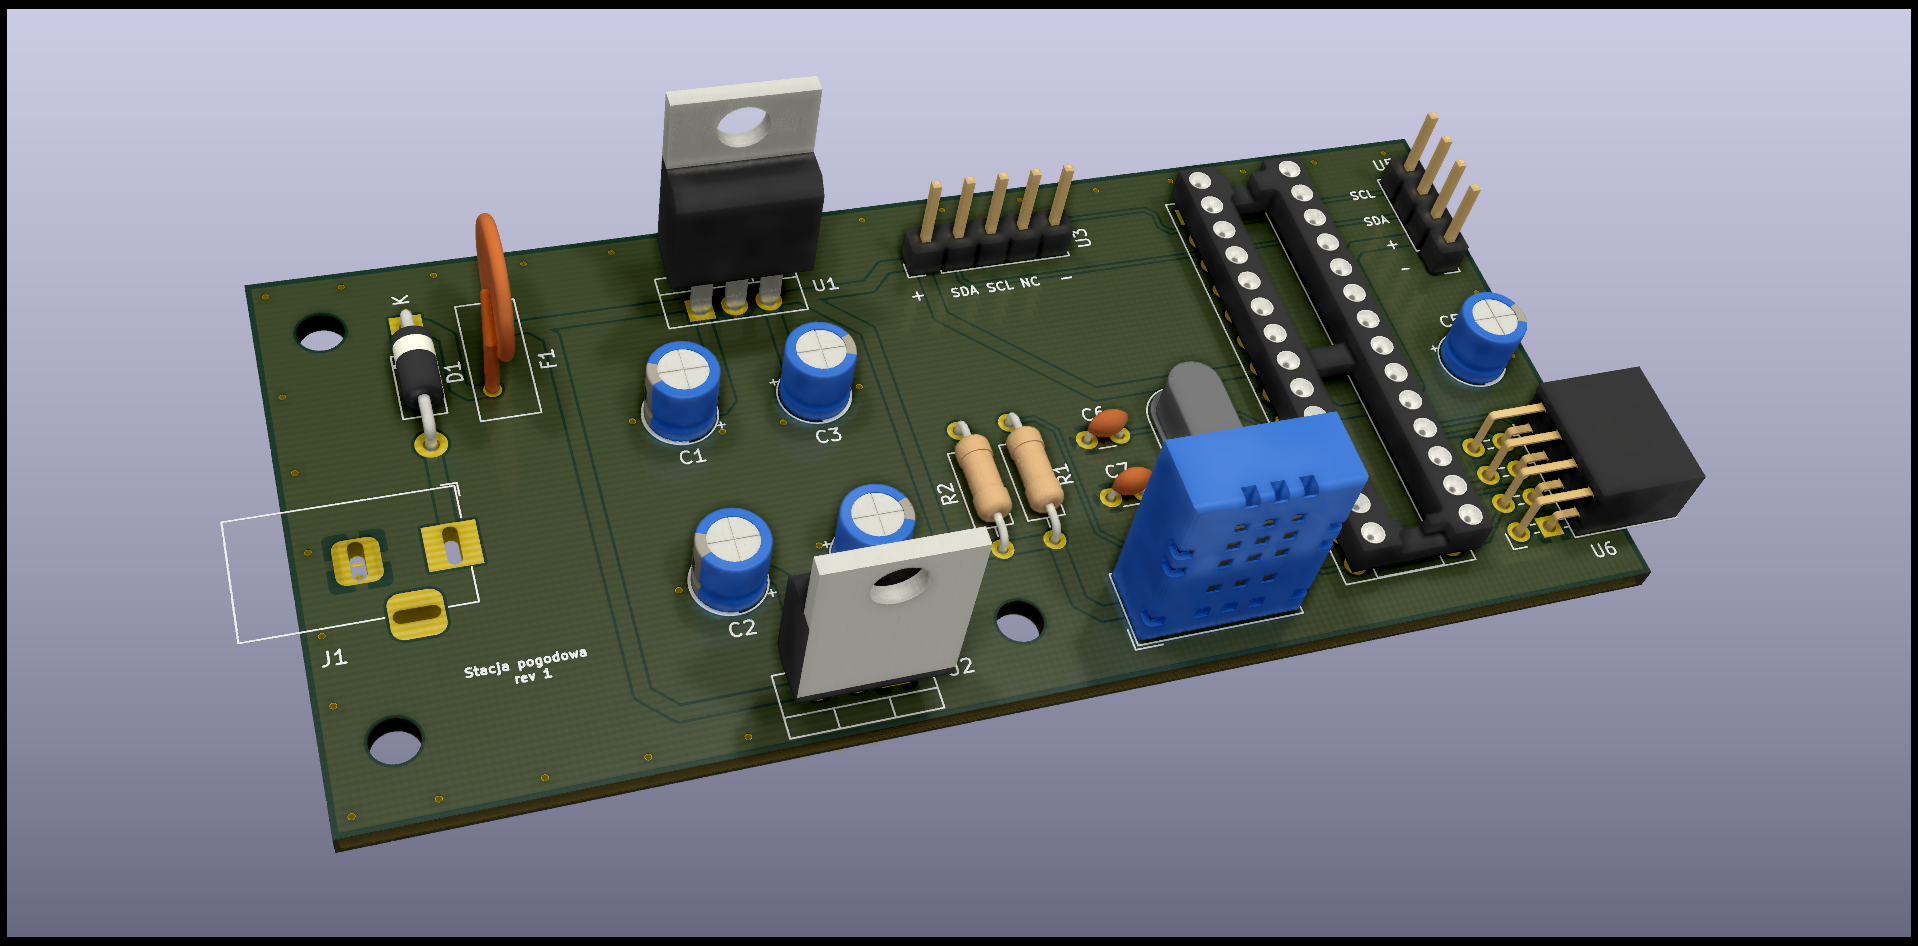 K
D1
F1
U1
U3
+ SDA SCL NC -
SCL
SDA
+
-
+
C1
+
C3
C2
+
+
R2
R1
C6
C7
+
U6
J1
Stacja pogodowa
rev 1